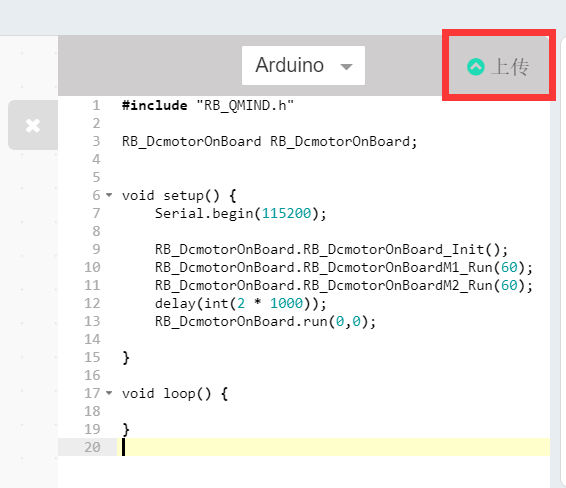 Arduino
上传
1 #include "RB_QMIND.h"
2
3 RB_DcmotorOnBoard RB_DcmotorOnBoard;
4
5
6 void setup() {
7 Serial.begin(115200);
8
9 RB_DcmotorOnBoard.RB_DcmotorOnBoard_Init();
10 RB_DcmotorOnBoard.RB_DcmotorOnBoardM1_Run(60);
11 RB_DcmotorOnBoard.RB_DcmotorOnBoardM2_Run(60);
12 delay(int(2 * 1000));
13 RB_DcmotorOnBoard.run(0,0);
14
15 }
16
17 void loop() {
18
19 }
20